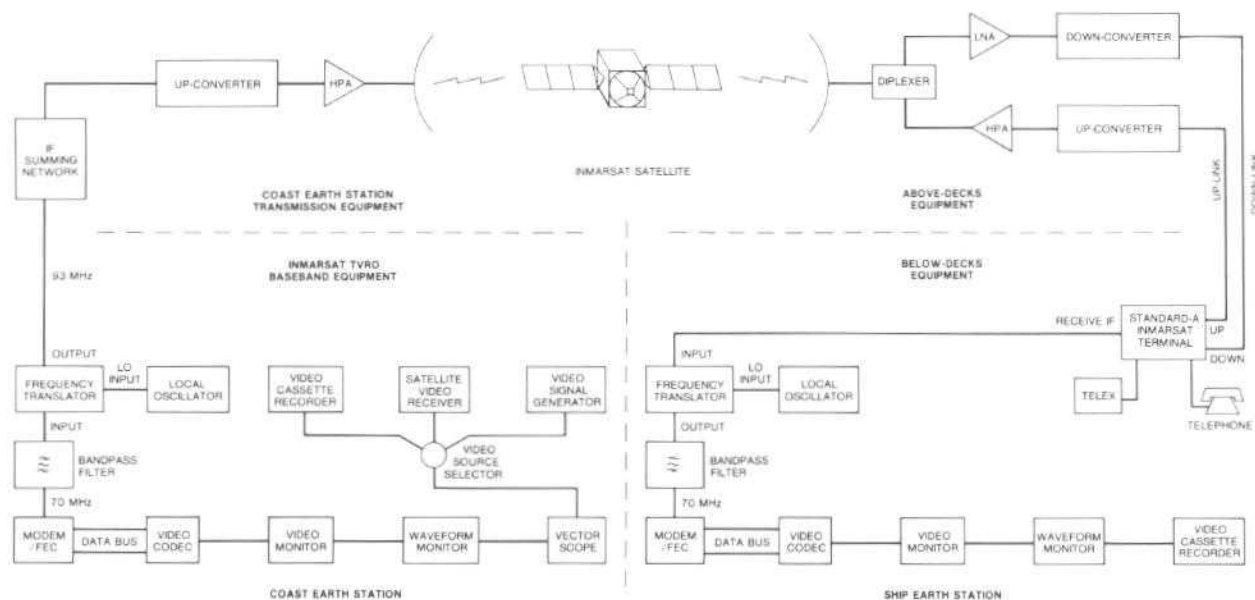 UP-CONVERTER
HPA
IF
SUMMING
NETWORK
COAST EARTH STATION
TRANSMISSION EQUIPMENT
INMARSAT SATELLITE
DIPLEXER
LNA
DOWN-CONVERTER
HPA
UP-CONVERTER
UP-LINK
DOWN-LINK
ABOVE-DECKS
EQUIPMENT
93 MHz
INMARSAT TVRO
BASEBAND EQUIPMENT
OUTPUT
FREQUENCY
TRANSLATOR
LO
INPUT
LOCAL
OSCILLATOR
INPUT
BANDPASS
FILTER
70 MHz
VIDEO
CASSETTE
RECORDER
SATELLITE
VIDEO
RECEIVER
VIDEO
SIGNAL
GENERATOR
VIDEO
SOURCE
SELECTOR
MODEM
/FEC
DATA BUS
VIDEO
CODEC
VIDEO
MONITOR
WAVEFORM
MONITOR
VECTOR
SCOPE
COAST EARTH STATION
BELOW-DECKS
EQUIPMENT
RECEIVE IF
STANDARD-A
INMARSAT
TERMINAL
UP
DOWN
TELEX
TELEPHONE
INPUT
FREQUENCY
TRANSLATOR
LO
INPUT
LOCAL
OSCILLATOR
OUTPUT
BANDPASS
FILTER
70 MHz
MODEM
/FEC
DATA BUS
VIDEO
CODEC
VIDEO
MONITOR
WAVEFORM
MONITOR
VIDEO
CASSETTE
RECORDER
SHIP EARTH STATION